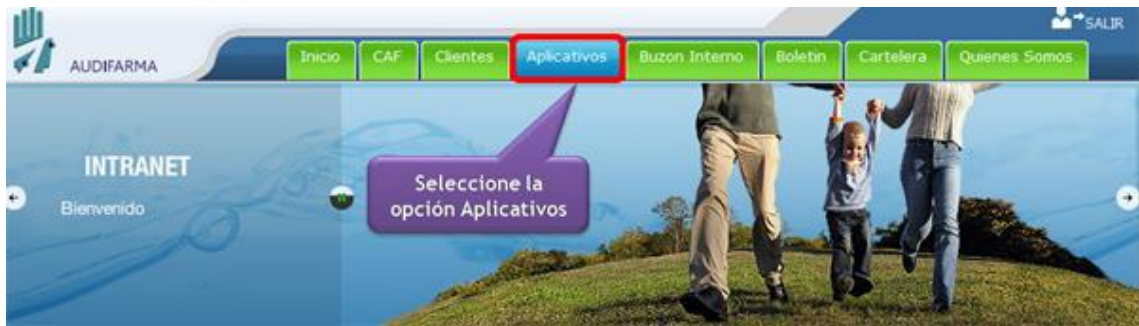 SALIR
AUDIFARMA
Inicio
CAF
Clientes
Aplicativos
Buzon Interno
Boletin
Cartelera
Quienes Somos
INTRANET
Bienvenido
Seleccione la
opción Aplicativos